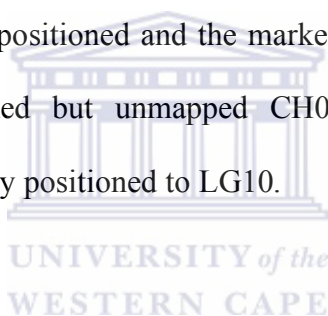 positioned and the marke
ed but unmapped CH0
y positioned to LG10.
UNIVERSITY of the
WESTERN CAPE